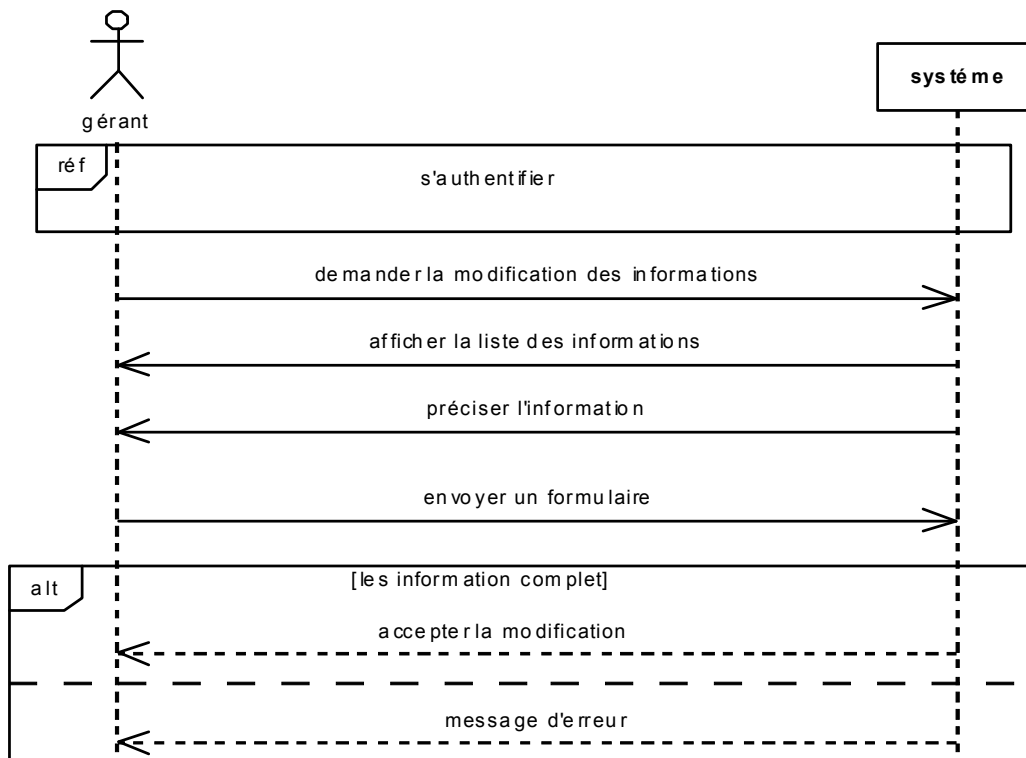 systéme
gérant
réf
s'authentifier
demander la modification des informations
afficher la liste des informations
préciser l'information
envoyer un formulaire
alt
[les information complet]
accepter la modification
message d'erreur